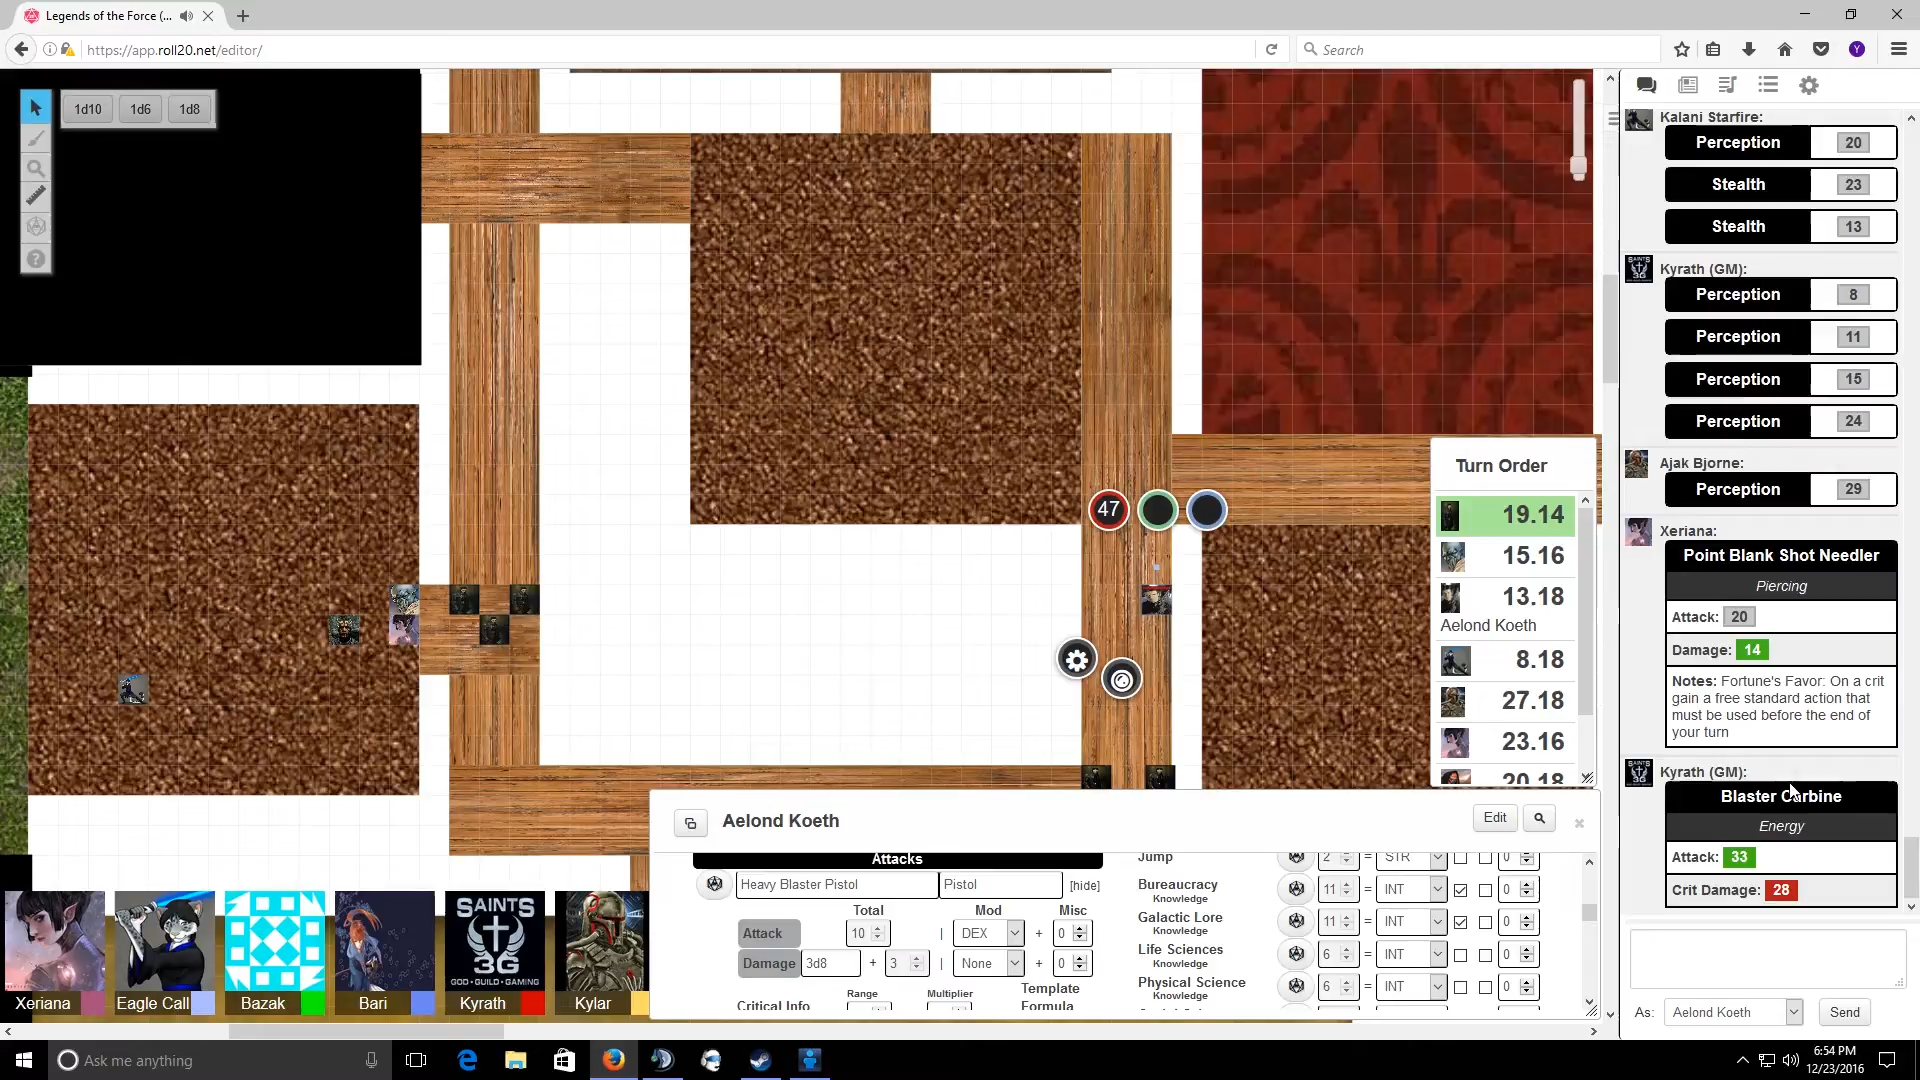 Legends of the Force (...
https://app.roll20.net/editor/
Search
1d10
1d6
1d8
47
Turn Order
19.14
15.16
13.18
Aelond Koeth
8.18
27.18
23.16
20.18
Kalani Starfire:
Perception 20
Stealth 23
Stealth 13
Kyrath (GM):
Perception 8
Perception 11
Perception 15
Perception 24
Ajak Bjorne:
Perception 29
Xeriana:
Point Blank Shot Needler
Piercing
Attack: 20
Damage: 14
Notes: Fortune's Favor: On a crit
gain a free standard action that
must be used before the end of
your turn
Kyrath (GM):
Blaster Carbine
Energy
Attack: 33
Crit Damage: 28
As: Aelond Koeth
Send
Aelond Koeth
Edit
Attacks
Heavy Blaster Pistol
Pistol
[hide]
Total
Mod
Misc
Attack 10 | DEX + 0
Damage 3d8 + 3 | None + 0
Critical Info
Range
Multiplier
Template
Formula
Jump 2 = STR 0
Bureaucracy
Knowledge
11 = INT 0
Galactic Lore
Knowledge
11 = INT 0
Life Sciences
Knowledge
6 = INT 0
Physical Science
Knowledge
6 = INT 0
SAINTS
3G
GOD · GUILD · GAMING
Xeriana
Eagle Call
Bazak
Bari
Kyrath
Kylar
Ask me anything
6:54 PM
12/23/2016